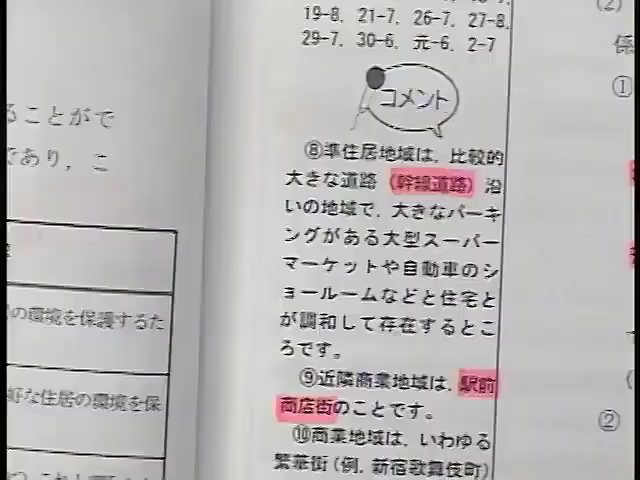 19-8, 21-7, 26-7, 27-8,
29-7, 30-6, 元-6, 2-7
コメント
⑧準住居地域は、比較的
大きな道路(幹線道路)沿
いの地域で、大きなパーキ
ングがある大型スーパー
マーケットや自動車のシ
ョールームなどと住宅と
が調和して存在するとこ
ろです。
⑨近隣商業地域は、駅前
商店街のことです。
⑩商業地域は、いわゆる
繁華街(例、新宿歌舞伎町)
ることがで
であり，こ
の環境を保護するた
好な住居の環境を保
(2)
係
①
②